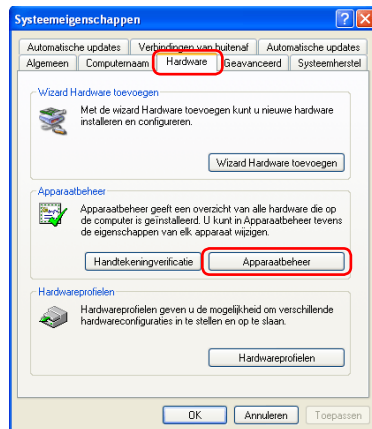 Systeemeigenschappen
Automatische updates Verbindingen van buitenaf Automatische updates
Algemeen Computernaam Hardware Geavanceerd Systeemherstel
Wizard Hardware toevoegen
Met de wizard Hardware toevoegen kunt u nieuwe hardware
installeren en configureren.
Wizard Hardware toevoegen
Apparaatbeheer
Apparaatbeheer geeft een overzicht van alle hardware die op
de computer is geïnstalleerd. U kunt in Apparaatbeheer tevens
de eigenschappen van elk apparaat wijzigen.
Handtekeningverificatie Apparaatbeheer
Hardwareprofielen
Hardwareprofielen geven u de mogelijkheid om verschillende
hardwareconfiguraties in te stellen en op te slaan.
Hardwareprofielen
OK Annuleren Toepassen